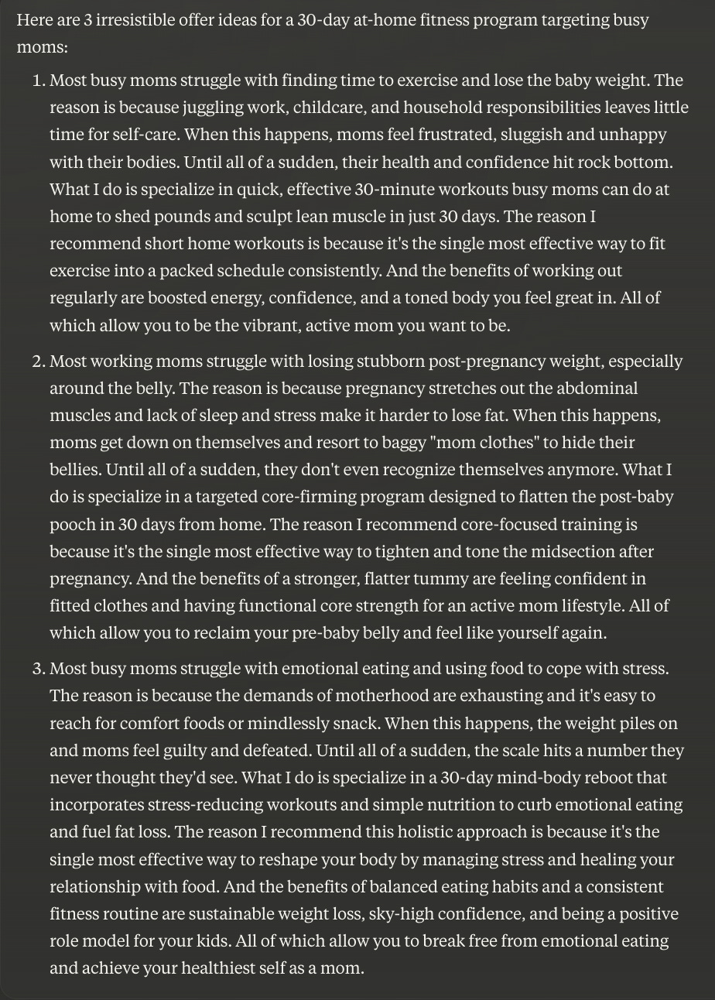 Here are 3 irresistible offer ideas for a 30-day at-home fitness program targeting busy
moms:
1. Most busy moms struggle with finding time to exercise and lose the baby weight. The
reason is because juggling work, childcare, and household responsibilities leaves little
time for self-care. When this happens, moms feel frustrated, sluggish and unhappy
with their bodies. Until all of a sudden, their health and confidence hit rock bottom.
What I do is specialize in quick, effective 30-minute workouts busy moms can do at
home to shed pounds and sculpt lean muscle in just 30 days. The reason I
recommend short home workouts is because it's the single most effective way to fit
exercise into a packed schedule consistently. And the benefits of working out
regularly are boosted energy, confidence, and a toned body you feel great in. All of
which allow you to be the vibrant, active mom you want to be.
2. Most working moms struggle with losing stubborn post-pregnancy weight, especially
around the belly. The reason is because pregnancy stretches out the abdominal
muscles and lack of sleep and stress make it harder to lose fat. When this happens,
moms get down on themselves and resort to baggy "mom clothes" to hide their
bellies. Until all of a sudden, they don't even recognize themselves anymore. What I
do is specialize in a targeted core-firming program designed to flatten the post-baby
pooch in 30 days from home. The reason I recommend core-focused training is
because it's the single most effective way to tighten and tone the midsection after
pregnancy. And the benefits of a stronger, flatter tummy are feeling confident in
fitted clothes and having functional core strength for an active mom lifestyle. All of
which allow you to reclaim your pre-baby belly and feel like yourself again.
3. Most busy moms struggle with emotional eating and using food to cope with stress.
The reason is because the demands of motherhood are exhausting and it's easy to
reach for comfort foods or mindlessly snack. When this happens, the weight piles on
and moms feel guilty and defeated. Until all of a sudden, the scale hits a number they
never thought they'd see. What I do is specialize in a 30-day mind-body reboot that
incorporates stress-reducing workouts and simple nutrition to curb emotional eating
and fuel fat loss. The reason I recommend this holistic approach is because it's the
single most effective way to reshape your body by managing stress and healing your
relationship with food. And the benefits of balanced eating habits and a consistent
fitness routine are sustainable weight loss, sky-high confidence, and being a positive
role model for your kids. All of which allow you to break free from emotional eating
and achieve your healthiest self as a mom.